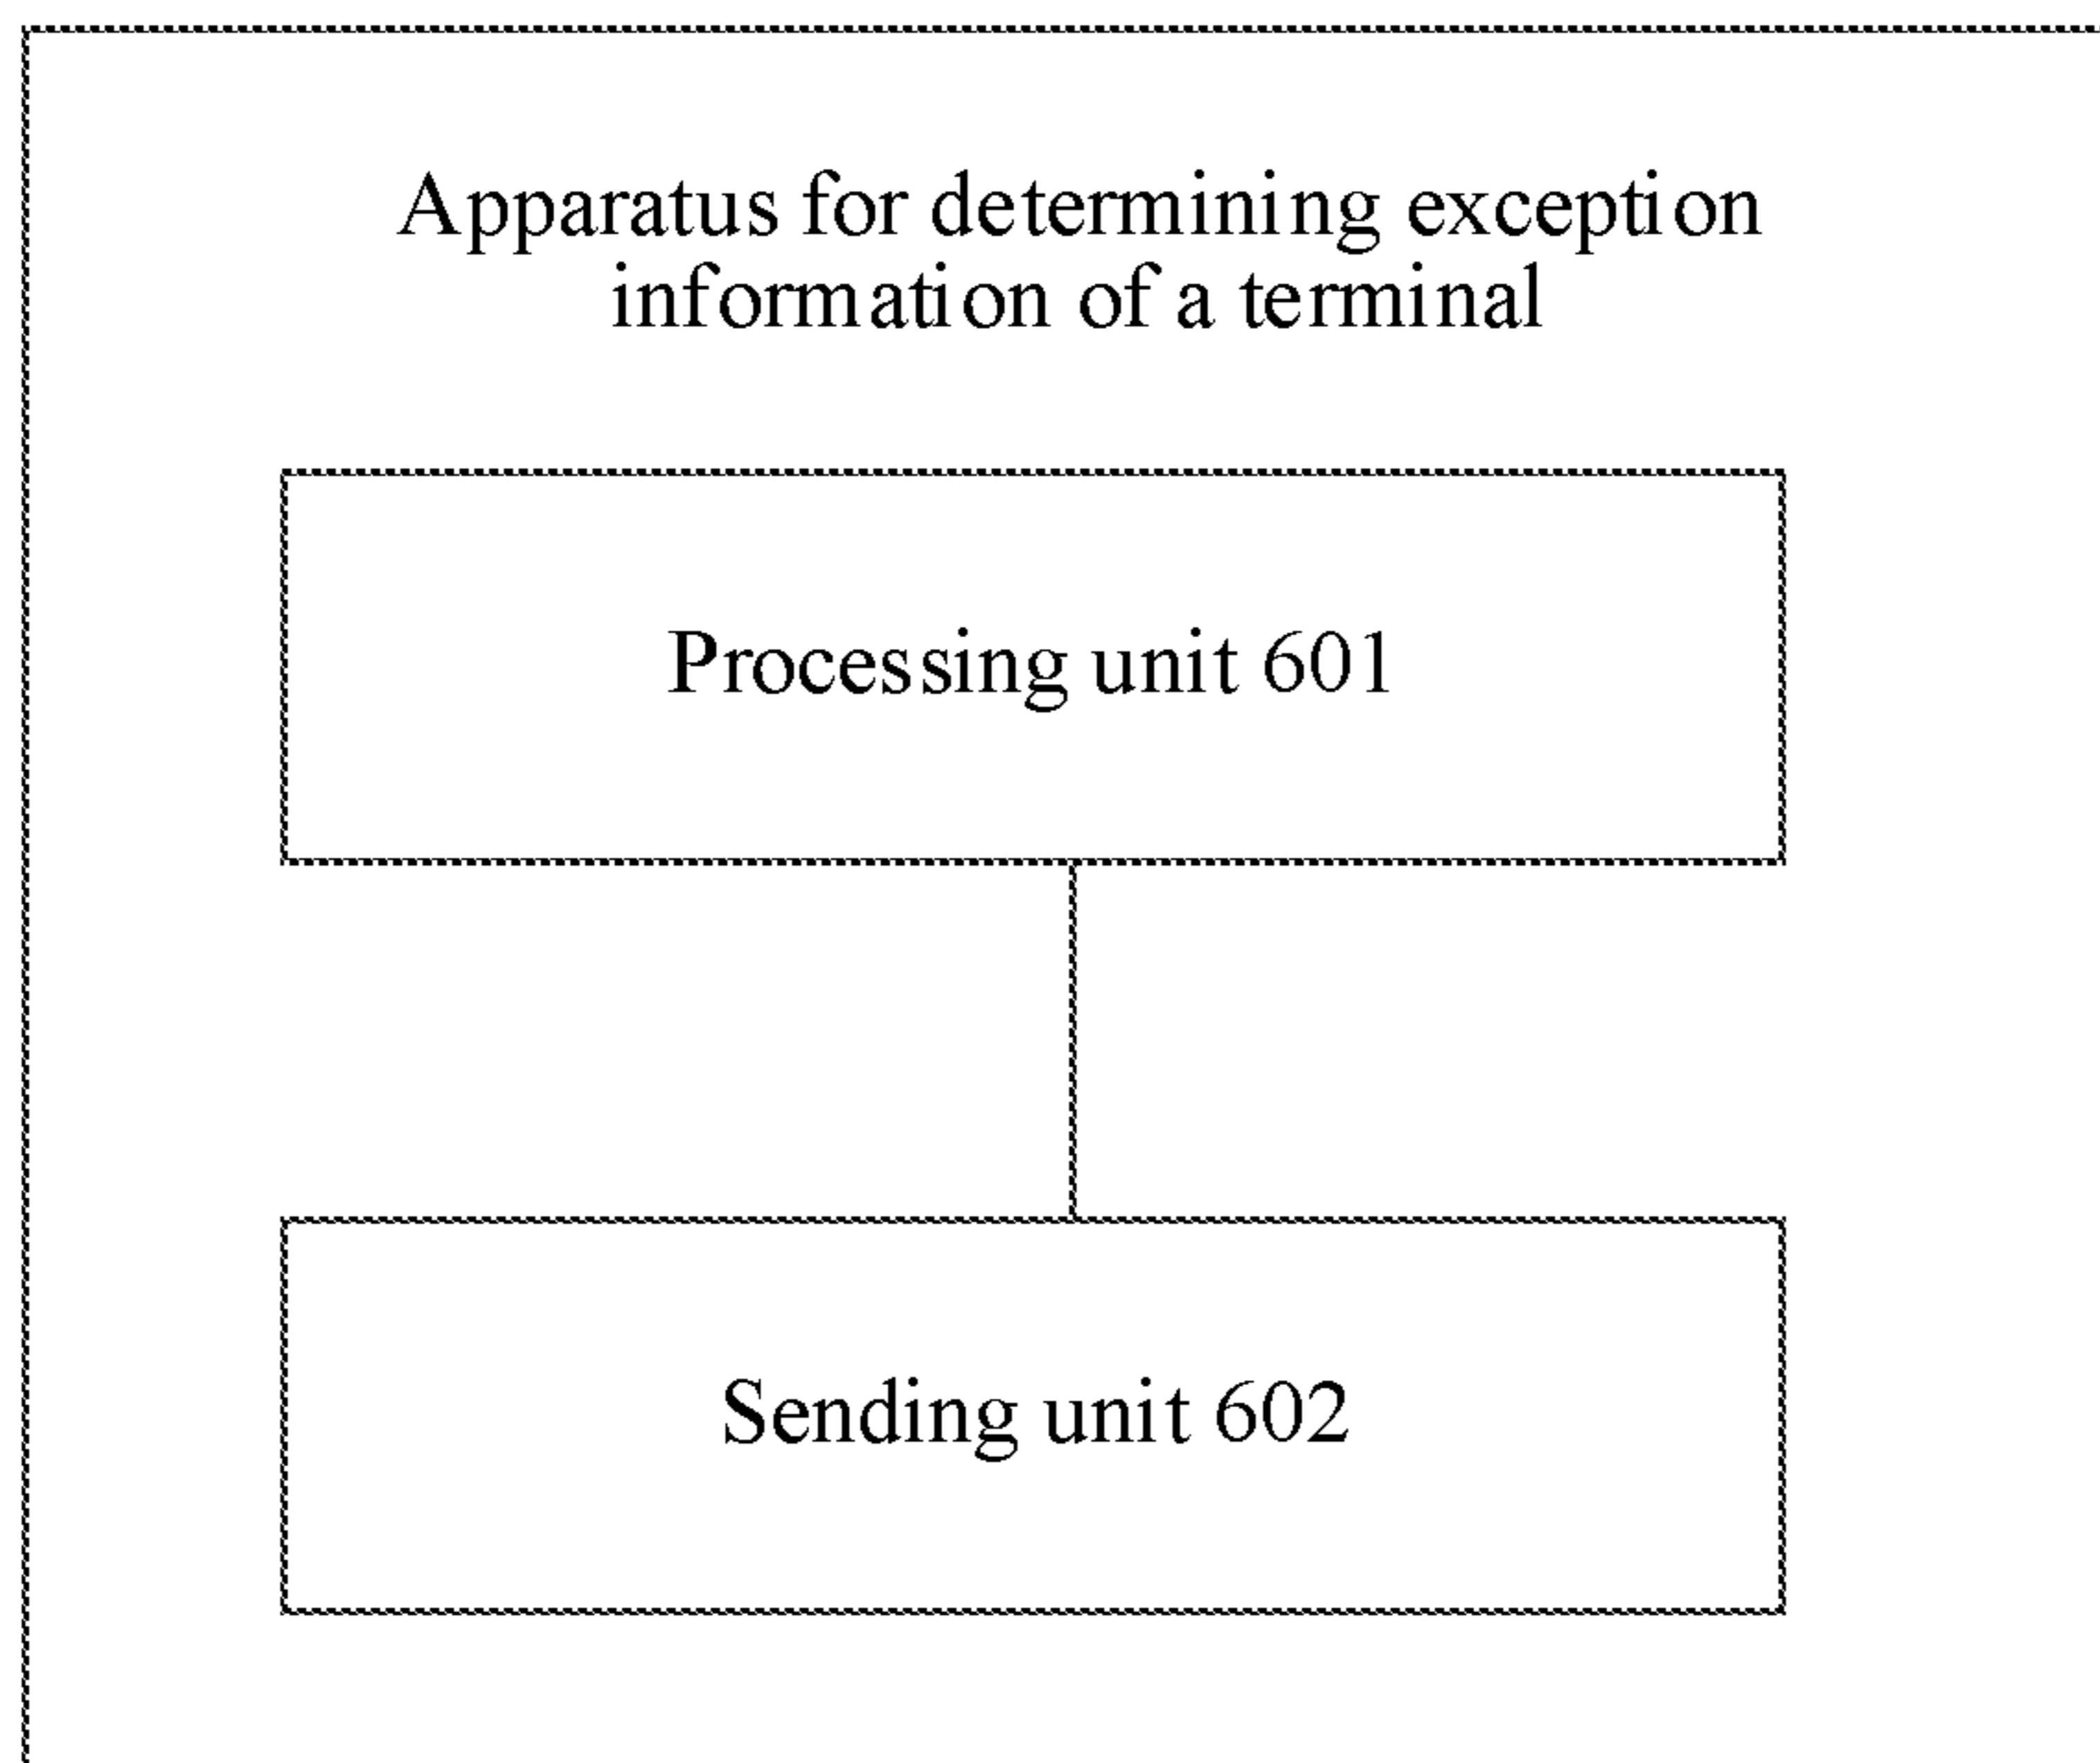 Apparatus for determining exception
information of a terminal
Processing unit 601
Sending unit 602